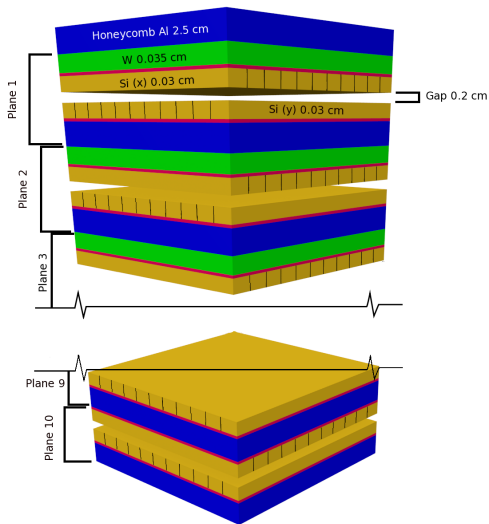 Honeycomb Al 2.5 cm
W 0.035 cm
Si (x) 0.03 cm
Gap 0.2 cm
Si (y) 0.03 cm
Plane 1
Plane 2
Plane 3
Plane 9
Plane 10